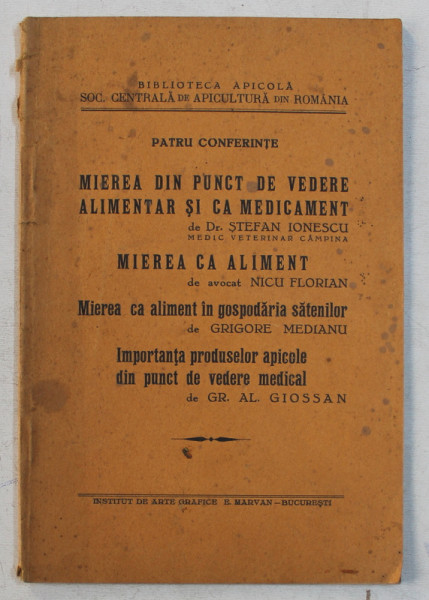 BIBLIOTECA APICOLĂ
SOC. CENTRALĂ DE APICULTURĂ DIN ROMÂNIA
PATRU CONFERINȚE
MIEREA DIN PUNCT DE VEDERE
ALIMENTAR ȘI CA MEDICAMENT
de Dr. ȘTEFAN IONESCU
MEDIC VETERINAR CÂMPINA
MIEREA CA ALIMENT
de avocat NICU FLORIAN
Mierea ca aliment în gospodăria sătenilor
de GRIGORE MEDIANU
Importanța produselor apicole
din punct de vedere medical
de GR. AL. GIOSSAN
INSTITUT DE ARTE GRAFICE E. MARVAN—BUCUREȘTI